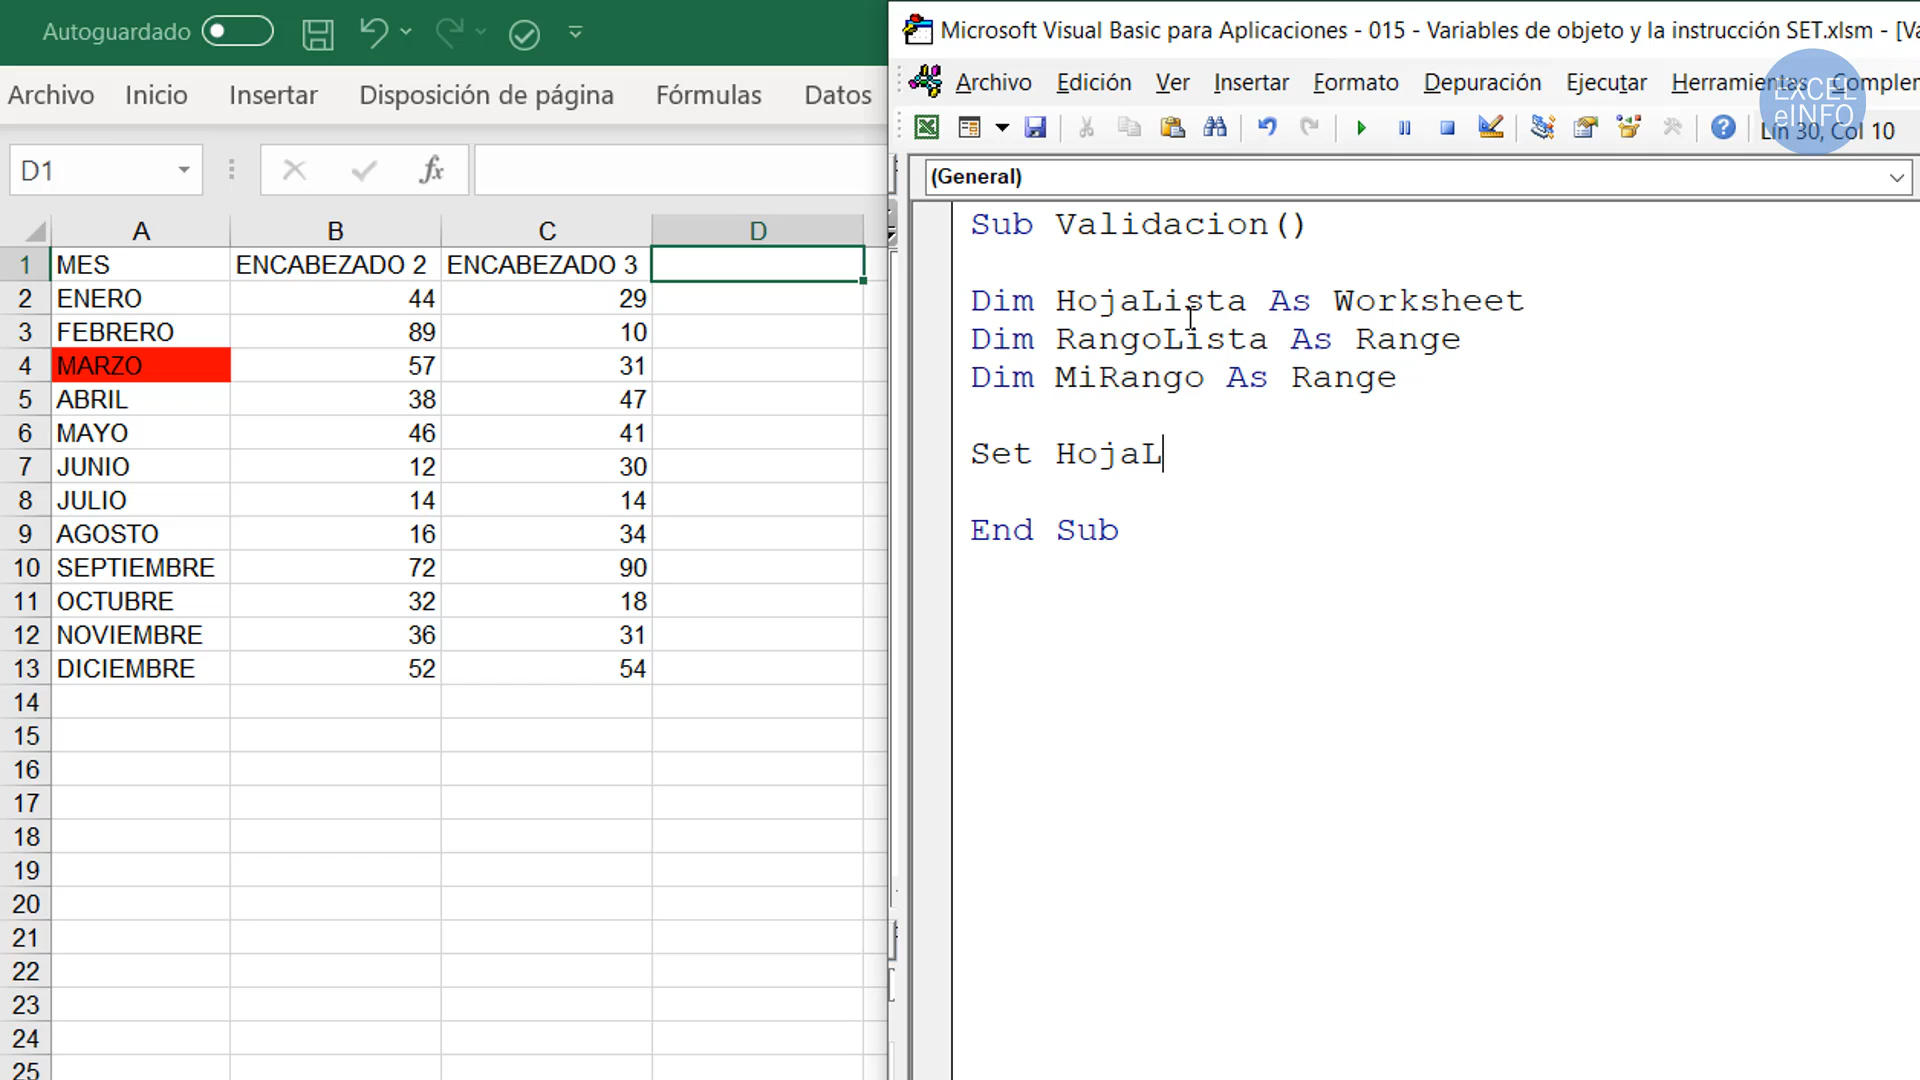 Autoguardado
Archivo Inicio Insertar Disposición de página Fórmulas Datos
D1 fx
A B C D
1 MES ENCABEZADO 2 ENCABEZADO 3
2 ENERO 44 29
3 FEBRERO 89 10
4 MARZO 57 31
5 ABRIL 38 47
6 MAYO 46 41
7 JUNIO 12 30
8 JULIO 14 14
9 AGOSTO 16 34
10 SEPTIEMBRE 72 90
11 OCTUBRE 32 18
12 NOVIEMBRE 36 31
13 DICIEMBRE 52 54
14
15
16
17
18
19
20
21
22
23
24
25
Microsoft Visual Basic para Aplicaciones - 015 - Variables de objeto y la instrucción SET.xlsm - [Va
Archivo Edición Ver Insertar Formato Depuración Ejecutar Herramientas Complemen
EXCEL
eINFO
Lín 30, Col 10
(General)
Sub Validacion()
Dim HojaLista As Worksheet
Dim RangoLista As Range
Dim MiRango As Range
Set HojaL
End Sub